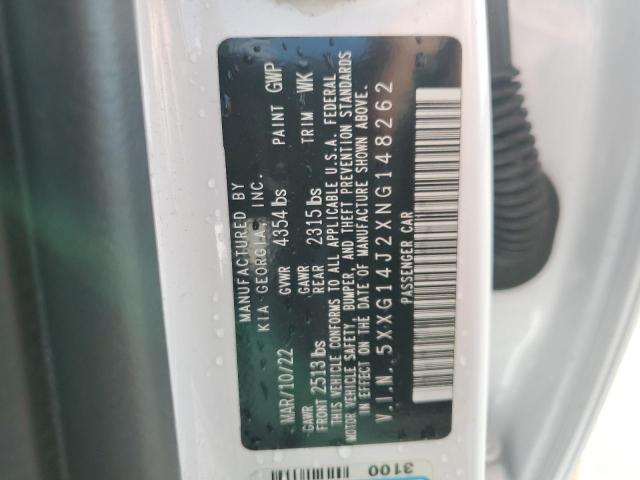 MANUFACTURED BY
KIA GEORGIA, INC.
MAR/10/22 GVWR 4354 lbs PAINT GWP
GAWR FRONT 2513 lbs GAWR REAR 2315 lbs TRIM WK
THIS VEHICLE CONFORMS TO ALL APPLICABLE U.S.A. FEDERAL
MOTOR VEHICLE SAFETY, BUMPER, AND THEFT PREVENTION STANDARDS
IN EFFECT ON THE DATE OF MANUFACTURE SHOWN ABOVE.
V.I.N. 5XXG14J2XNG148262
PASSENGER CAR
3100